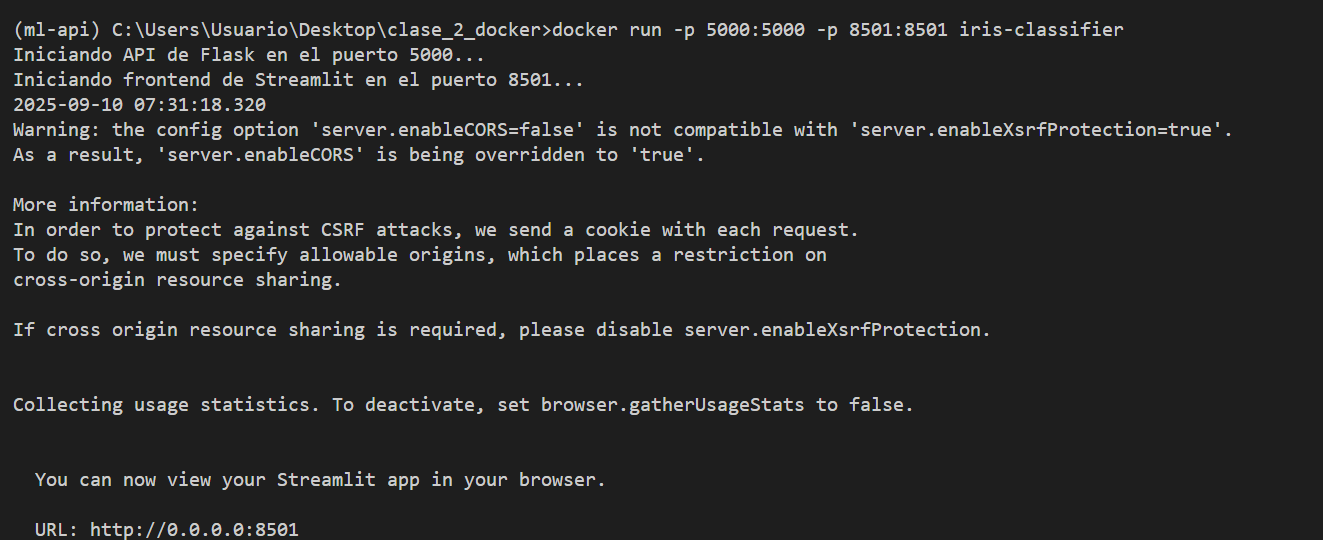 (ml-api) C:\Users\Usuario\Desktop\clase_2_docker>docker run -p 5000:5000 -p 8501:8501 iris-classifier
Iniciando API de Flask en el puerto 5000...
Iniciando frontend de Streamlit en el puerto 8501...
2025-09-10 07:31:18.320
Warning: the config option 'server.enableCORS=false' is not compatible with 'server.enableXsrfProtection=true'.
As a result, 'server.enableCORS' is being overridden to 'true'.
More information:
In order to protect against CSRF attacks, we send a cookie with each request.
To do so, we must specify allowable origins, which places a restriction on
cross-origin resource sharing.
If cross origin resource sharing is required, please disable server.enableXsrfProtection.
Collecting usage statistics. To deactivate, set browser.gatherUsageStats to false.
You can now view your Streamlit app in your browser.
URL: http://0.0.0.0:8501